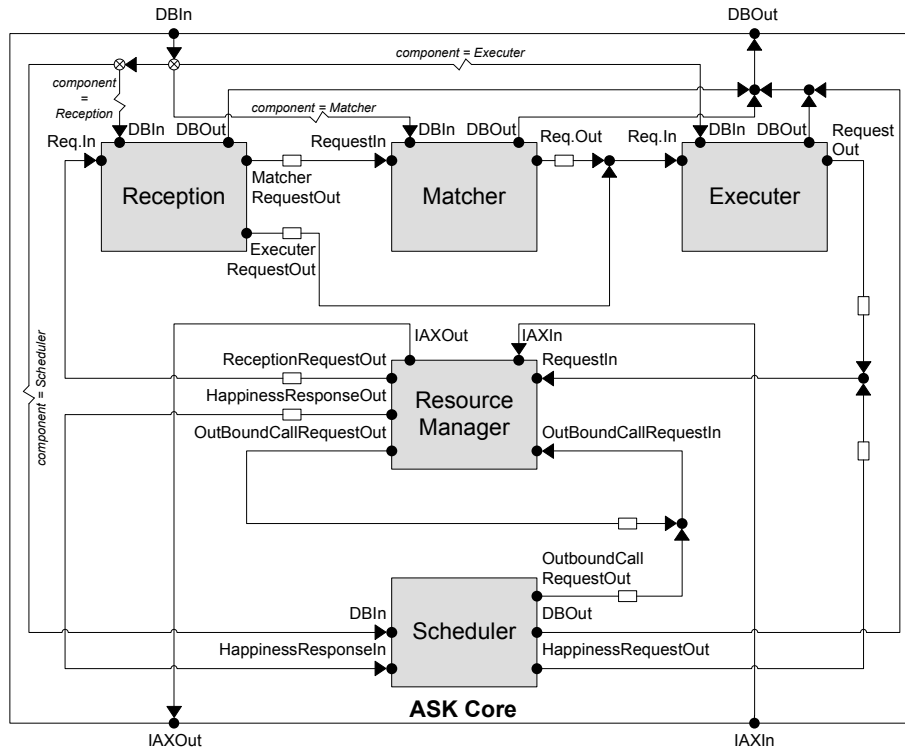 DBIn
DBOut
component = Executer
component
=
Reception
component = Matcher
Req.In
DBIn
DBOut
RequestIn
DBIn
DBOut
Req.Out
Req.In
DBIn
DBOut
Request
Out
Reception
Matcher
RequestOut
Matcher
Executer
Executer
RequestOut
IAXOut
IAXIn
ReceptionRequestOut
RequestIn
HappinessResponseOut
Resource
Manager
OutBoundCallRequestOut
OutBoundCallRequestIn
component = Scheduler
OutboundCall
RequestOut
DBIn
DBOut
Scheduler
HappinessResponseIn
HappinessRequestOut
ASK Core
IAXOut
IAXIn